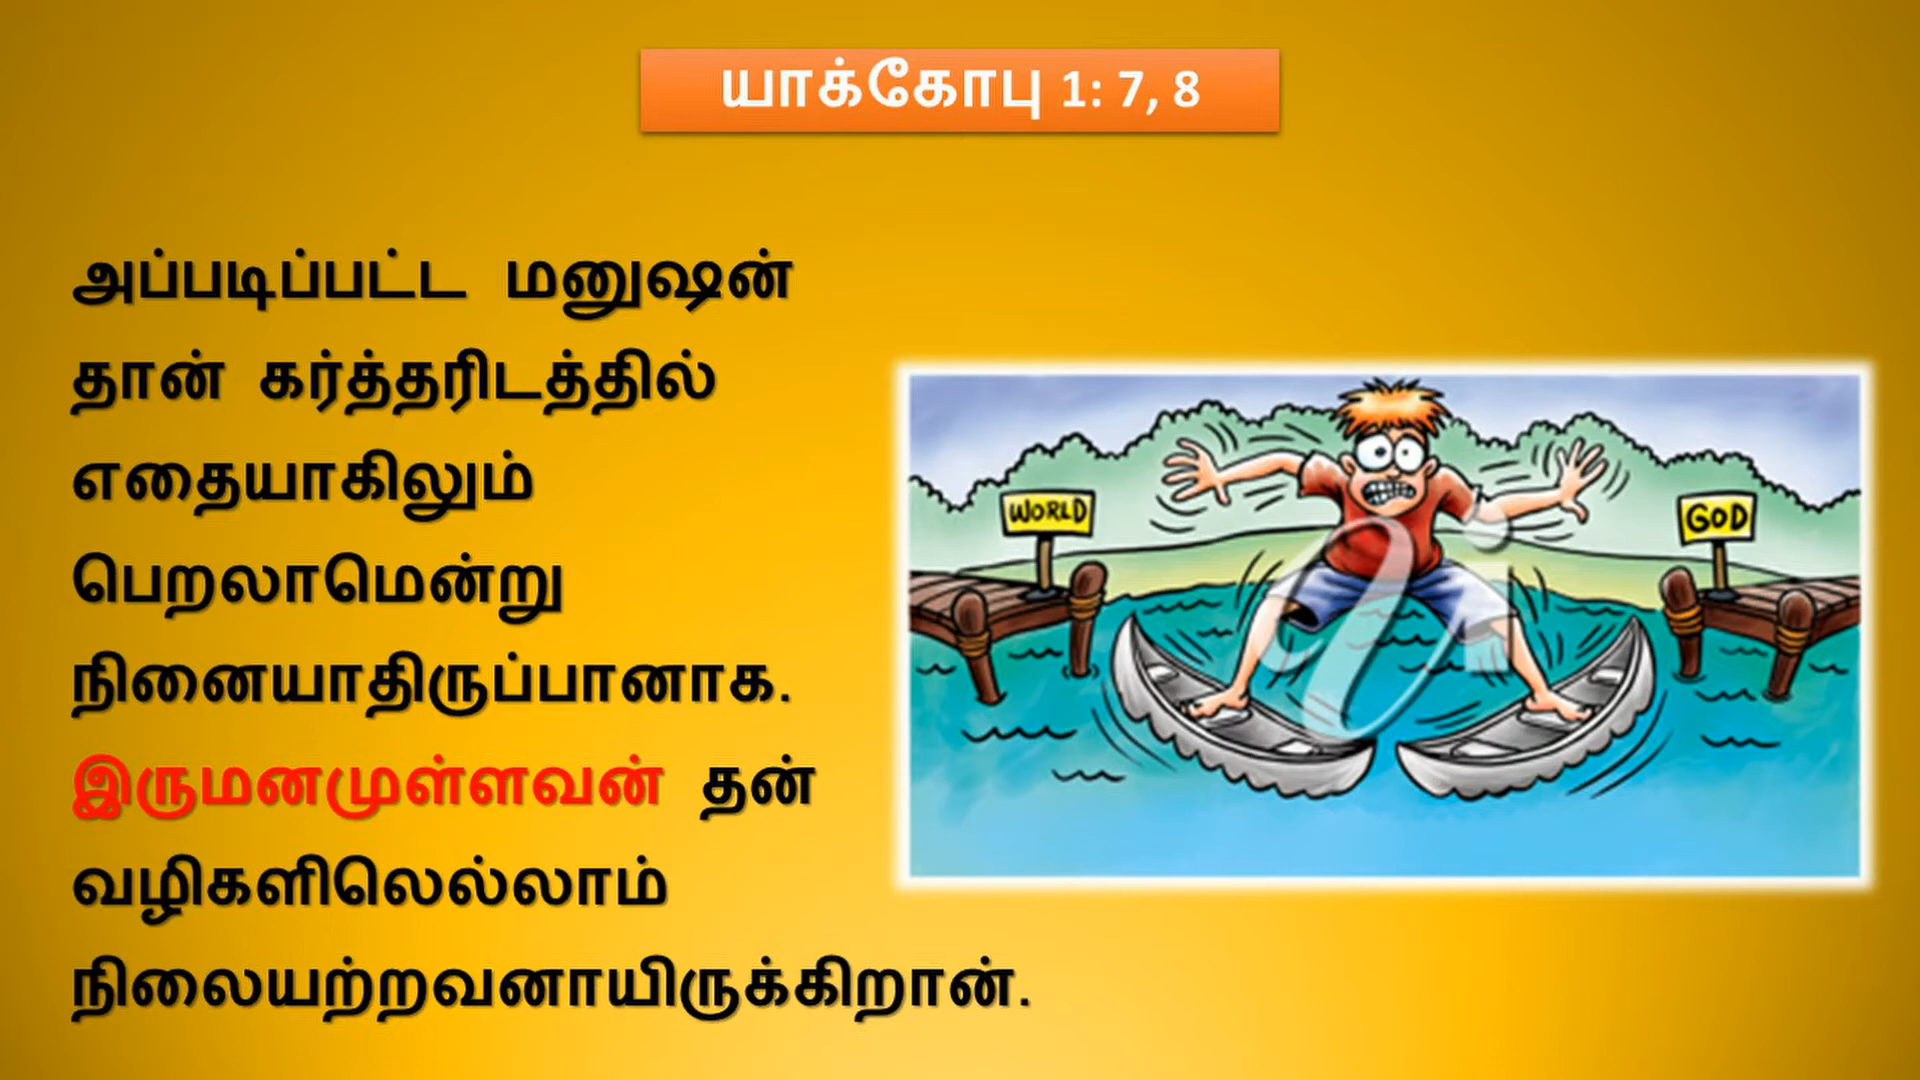 யாக்கோபு 1: 7, 8
அப்படிப்பட்ட மனுஷன்
தான் கர்த்தரிடத்தில்
எதையாகிலும்
பெறலாமென்று
நினையாதிருப்பானாக.
இருமனமுள்ளவன் தன்
வழிகளிலெல்லாம்
நிலையற்றவனாயிருக்கிறான்.
WORLD
GOD